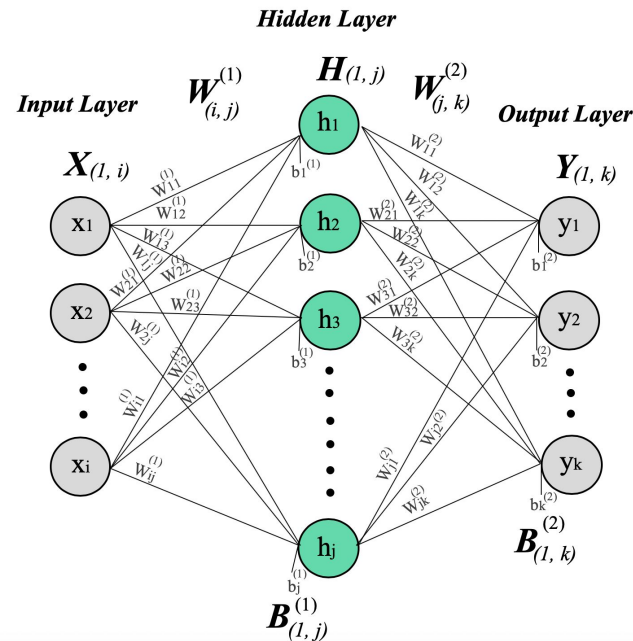 Hidden Layer
W(1)(i, j)
H(1, j)
W(2)(j, k)
Input Layer
Output Layer
X(1, i)
Y(1, k)
h1
b1(1)
W11(1)
W12(1)
W13(1)
W1j(1)
x1
W21(1)
W22(1)
W23(1)
W2j(1)
x2
Wi1(1)
Wi2(1)
Wi3(1)
Wij(1)
xi
h2
b2(1)
h3
b3(1)
hj
bj(1)
B(1)(1, j)
W11(2)
W12(2)
W1k(2)
W21(2)
W22(2)
W2k(2)
W31(2)
W32(2)
W3k(2)
Wj1(2)
Wj2(2)
Wjk(2)
y1
b1(2)
y2
b2(2)
yk
bk(2)
B(2)(1, k)